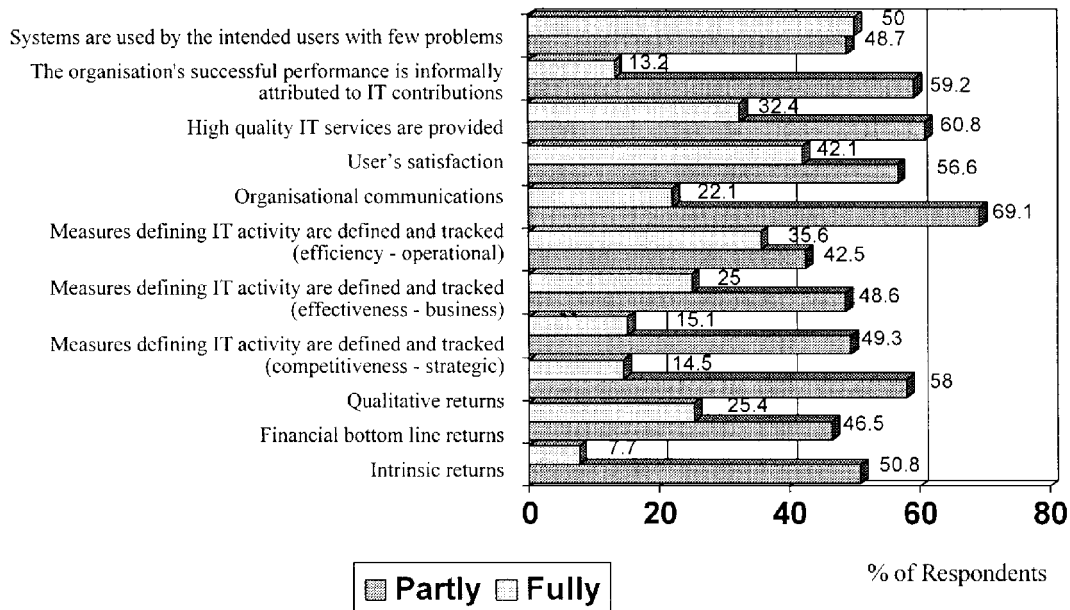 50
Systems are used by the intended users with few problems
48.7
13.2
The organisation's successful performance is informally
attributed to IT contributions
59.2
32.4
High quality IT services are provided
60.8
42.1
User's satisfaction
56.6
22.1
Organisational communications
69.1
35.6
Measures defining IT activity are defined and tracked
(efficiency - operational)
42.5
25
Measures defining IT activity are defined and tracked
(effectiveness - business)
48.6
15.1
Measures defining IT activity are defined and tracked
(competitiveness - strategic)
49.3
14.5
58
Qualitative returns
25.4
46.5
Financial bottom line returns
7.7
Intrinsic returns
50.8
0 20 40 60 80
% of Respondents
Partly Fully